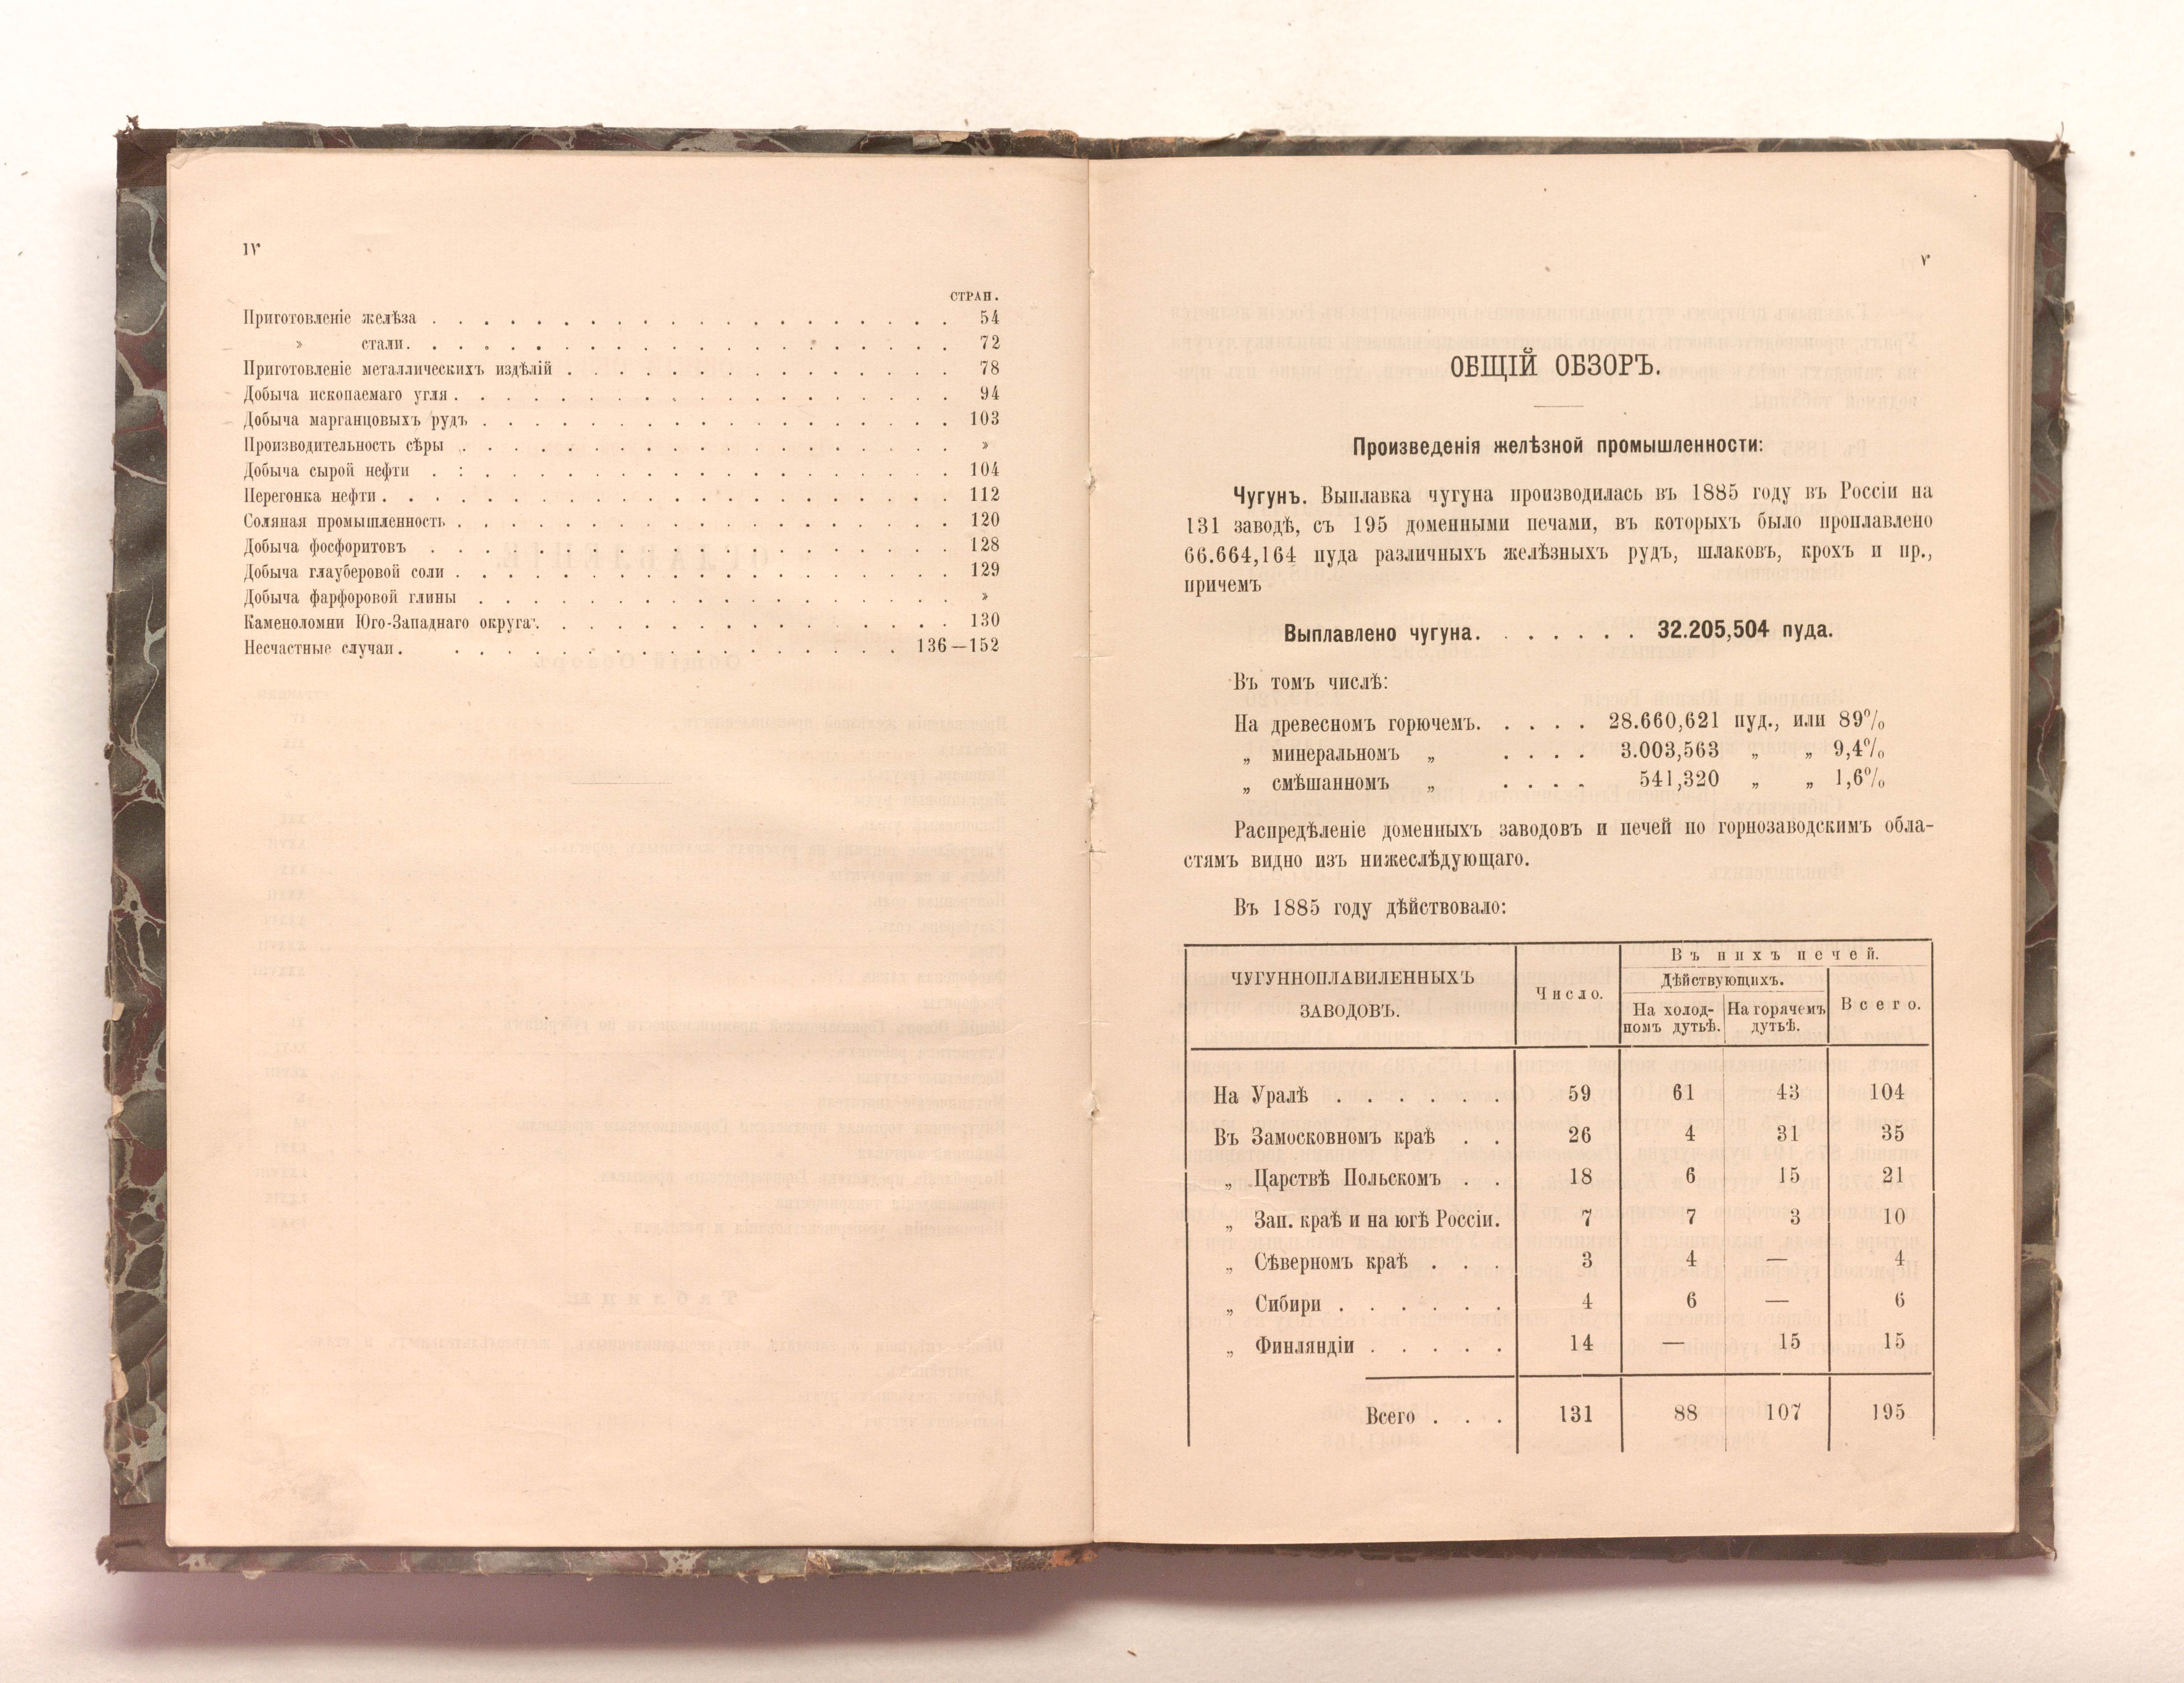 IV
СТРАН.
Приготовленіе желѣза . . . . . . . . . . . . . . . . . . . . 54
» стали. . . . . . . . . . . . . . . . . . . . . 72
Приготовленіе металлическихъ издѣлій . . . . . . . . . . . . . . . 78
Добыча ископаемаго угля . . . . . . . . . . . . . . . . . . . 94
Добыча марганцовыхъ рудъ . . . . . . . . . . . . . . . . . . 103
Производительность сѣры . . . . . . . . . . . . . . . . . . . »
Добыча сырой нефти . : . . . . . . . . . . . . . . . . . . 104
Перегонка нефти . . . . . . . . . . . . . . . . . . . . . . 112
Соляная промышленность . . . . . . . . . . . . . . . . . . . 120
Добыча фосфоритовъ . . . . . . . . . . . . . . . . . . . . 128
Добыча глауберовой соли . . . . . . . . . . . . . . . . . . . 129
Добыча фарфоровой глины . . . . . . . . . . . . . . . . . . »
Каменоломни Юго-Западнаго округа . . . . . . . . . . . . . . . . 130
Несчастные случаи . . . . . . . . . . . . . . . . . . . 136—152
V
ОБЩІЙ ОБЗОРЪ.
Произведенія желѣзной промышленности:
Чугунъ. Выплавка чугуна производилась въ 1885 году въ Россіи на
131 заводѣ, съ 195 доменными печами, въ которыхъ было проплавлено
66.664,164 пуда различныхъ желѣзныхъ рудъ, шлаковъ, крохъ и пр.,
причемъ
Выплавлено чугуна. . . . . . . 32.205,504 пуда.
Въ томъ числѣ:
На древесномъ горючемъ. . . . . 28.660,621 пуд., или 89%
„ минеральномъ „ . . . . 3.003,563 „ „ 9,4%
„ смѣшанномъ „ . . . . 541,320 „ „ 1,6%
Распредѣленіе доменныхъ заводовъ и печей по горнозаводскимъ обла-
стямъ видно изъ нижеслѣдующаго.
Въ 1885 году дѣйствовало:
ЧУГУННОПЛАВИЛЕННЫХЪ
ЗАВОДОВЪ.
Число.
Въ нихъ печей.
Дѣйствующихъ.
На холод-
номъ дутьѣ.
На горячемъ
дутьѣ.
Всего.
На Уралѣ . . . . . . 59 61 43 104
Въ Замосковномъ краѣ . . 26 4 31 35
„ Царствѣ Польскомъ . 18 6 15 21
„ Зап. краѣ и на югѣ Россіи. 7 7 3 10
„ Сѣверномъ краѣ . . . 3 4 — 4
„ Сибири . . . . . . 4 6 — 6
„ Финляндіи . . . . . 14 — 15 15
Всего . . . 131 88 107 195